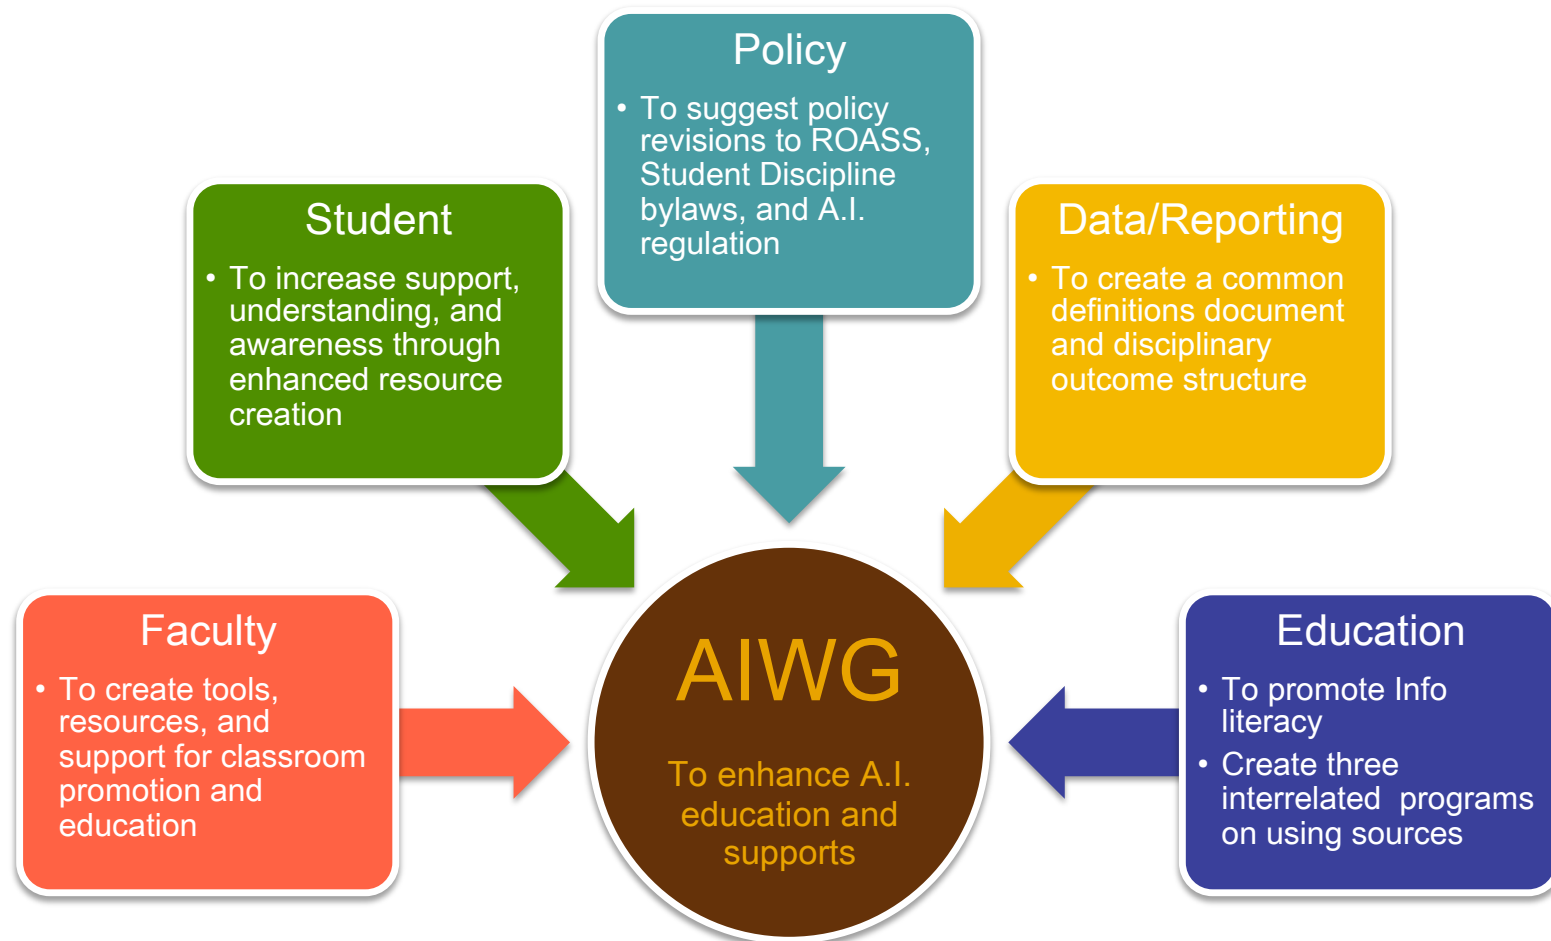 Policy
• To suggest policy
revisions to ROASS,
Student Discipline
bylaws, and A.I.
regulation
Student
• To increase support,
understanding, and
awareness through
enhanced resource
creation
Data/Reporting
• To create a common
definitions document
and disciplinary
outcome structure
Faculty
• To create tools,
resources, and
support for classroom
promotion and
education
AIWG
To enhance A.I.
education and
supports
Education
• To promote Info
literacy
• Create three
interrelated  programs
on using sources